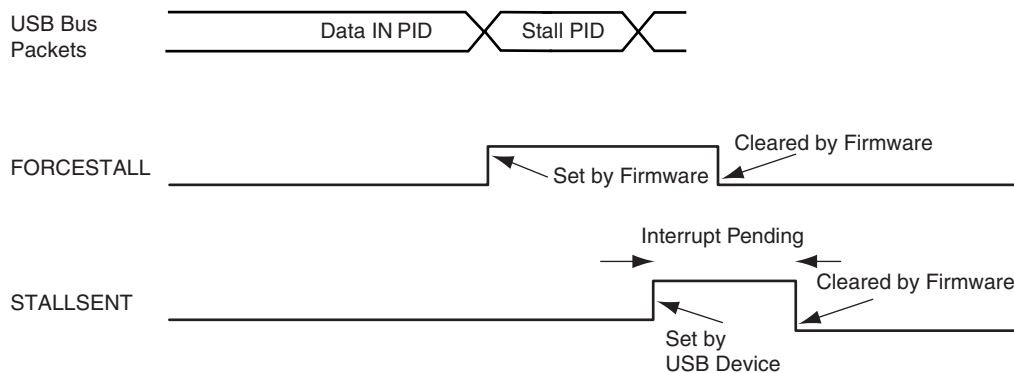 USB Bus
Packets
Data IN PID
Stall PID
FORCESTALL
Set by Firmware
Cleared by Firmware
Interrupt Pending
STALLSENT
Cleared by Firmware
Set by
USB Device